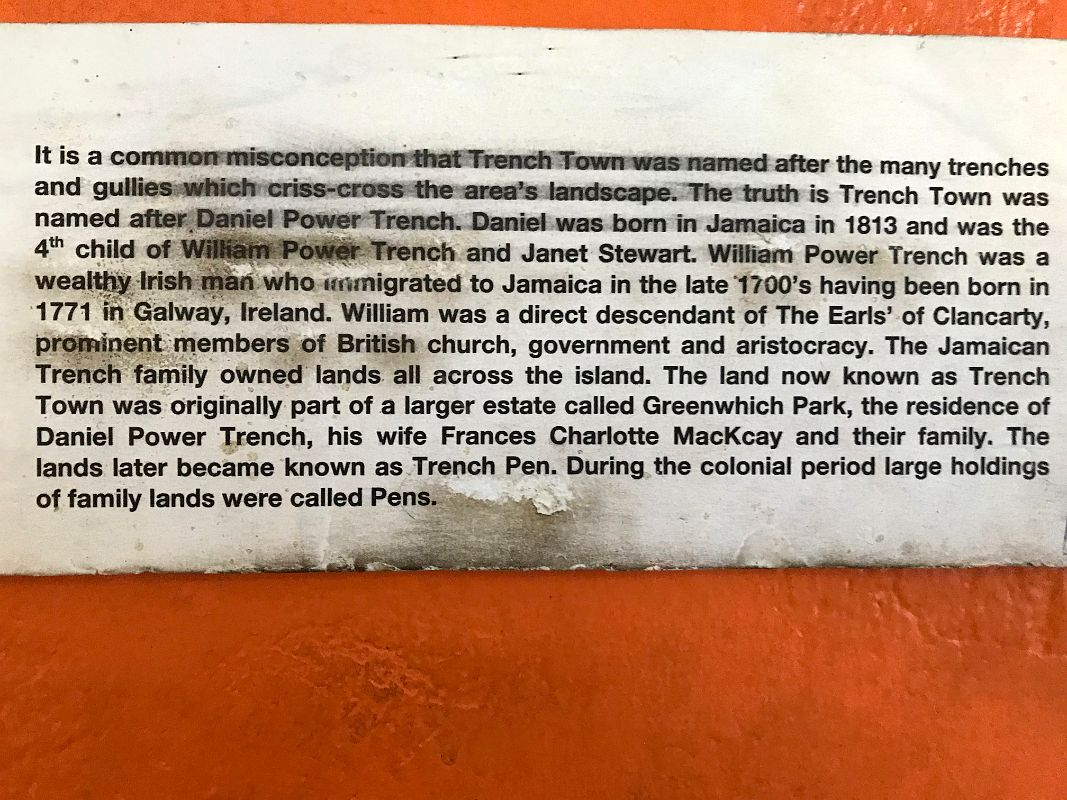 It is a common misconception that Trench Town was named after the many trenches
and gullies which criss-cross the area's landscape. The truth is Trench Town was
named after Daniel Power Trench. Daniel was born in Jamaica in 1813 and was the
4th child of William Power Trench and Janet Stewart. William Power Trench was a
wealthy Irish man who immigrated to Jamaica in the late 1700's having been born in
1771 in Galway, Ireland. William was a direct descendant of The Earls' of Clancarty,
prominent members of British church, government and aristocracy. The Jamaican
Trench family owned lands all across the island. The land now known as Trench
Town was originally part of a larger estate called Greenwhich Park, the residence of
Daniel Power Trench, his wife Frances Charlotte MacKcay and their family. The
lands later became known as Trench Pen. During the colonial period large holdings
of family lands were called Pens.